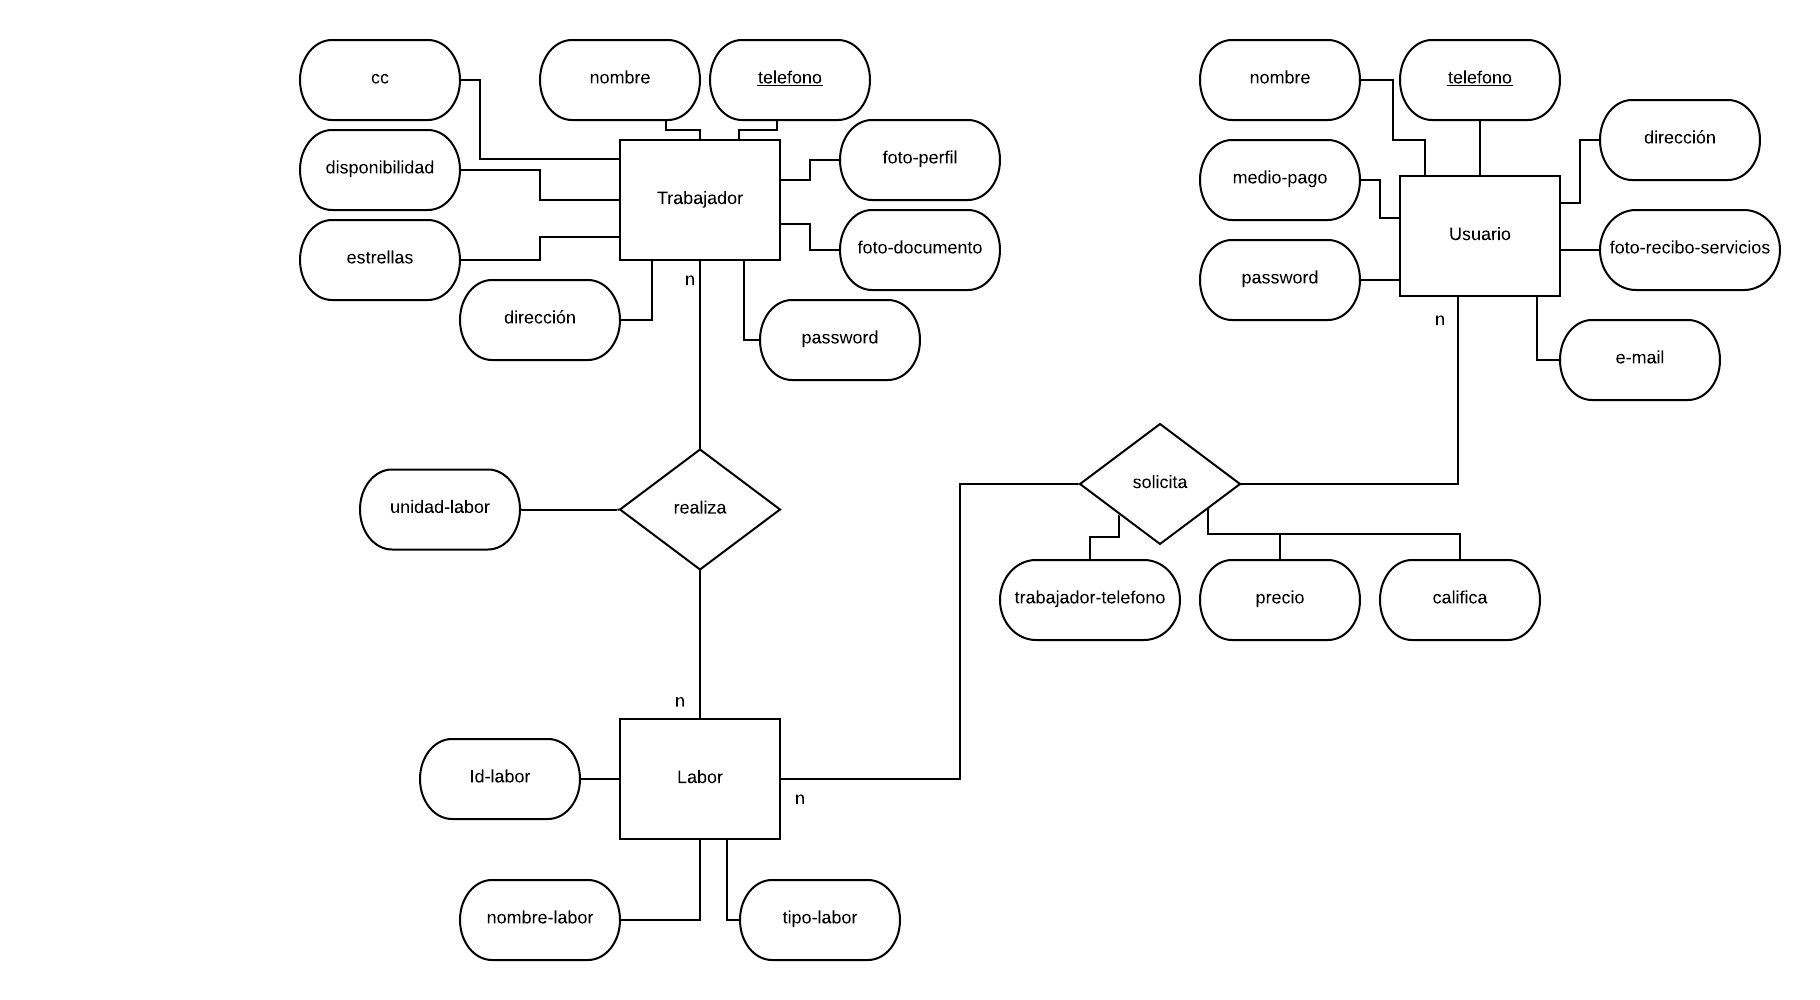 cc
nombre
telefono
nombre
telefono
dirección
disponibilidad
foto-perfil
medio-pago
Trabajador
Usuario
estrellas
foto-documento
foto-recibo-servicios
n
password
dirección
password
n
e-mail
unidad-labor
realiza
solicita
trabajador-telefono
precio
califica
n
Id-labor
Labor
n
nombre-labor
tipo-labor